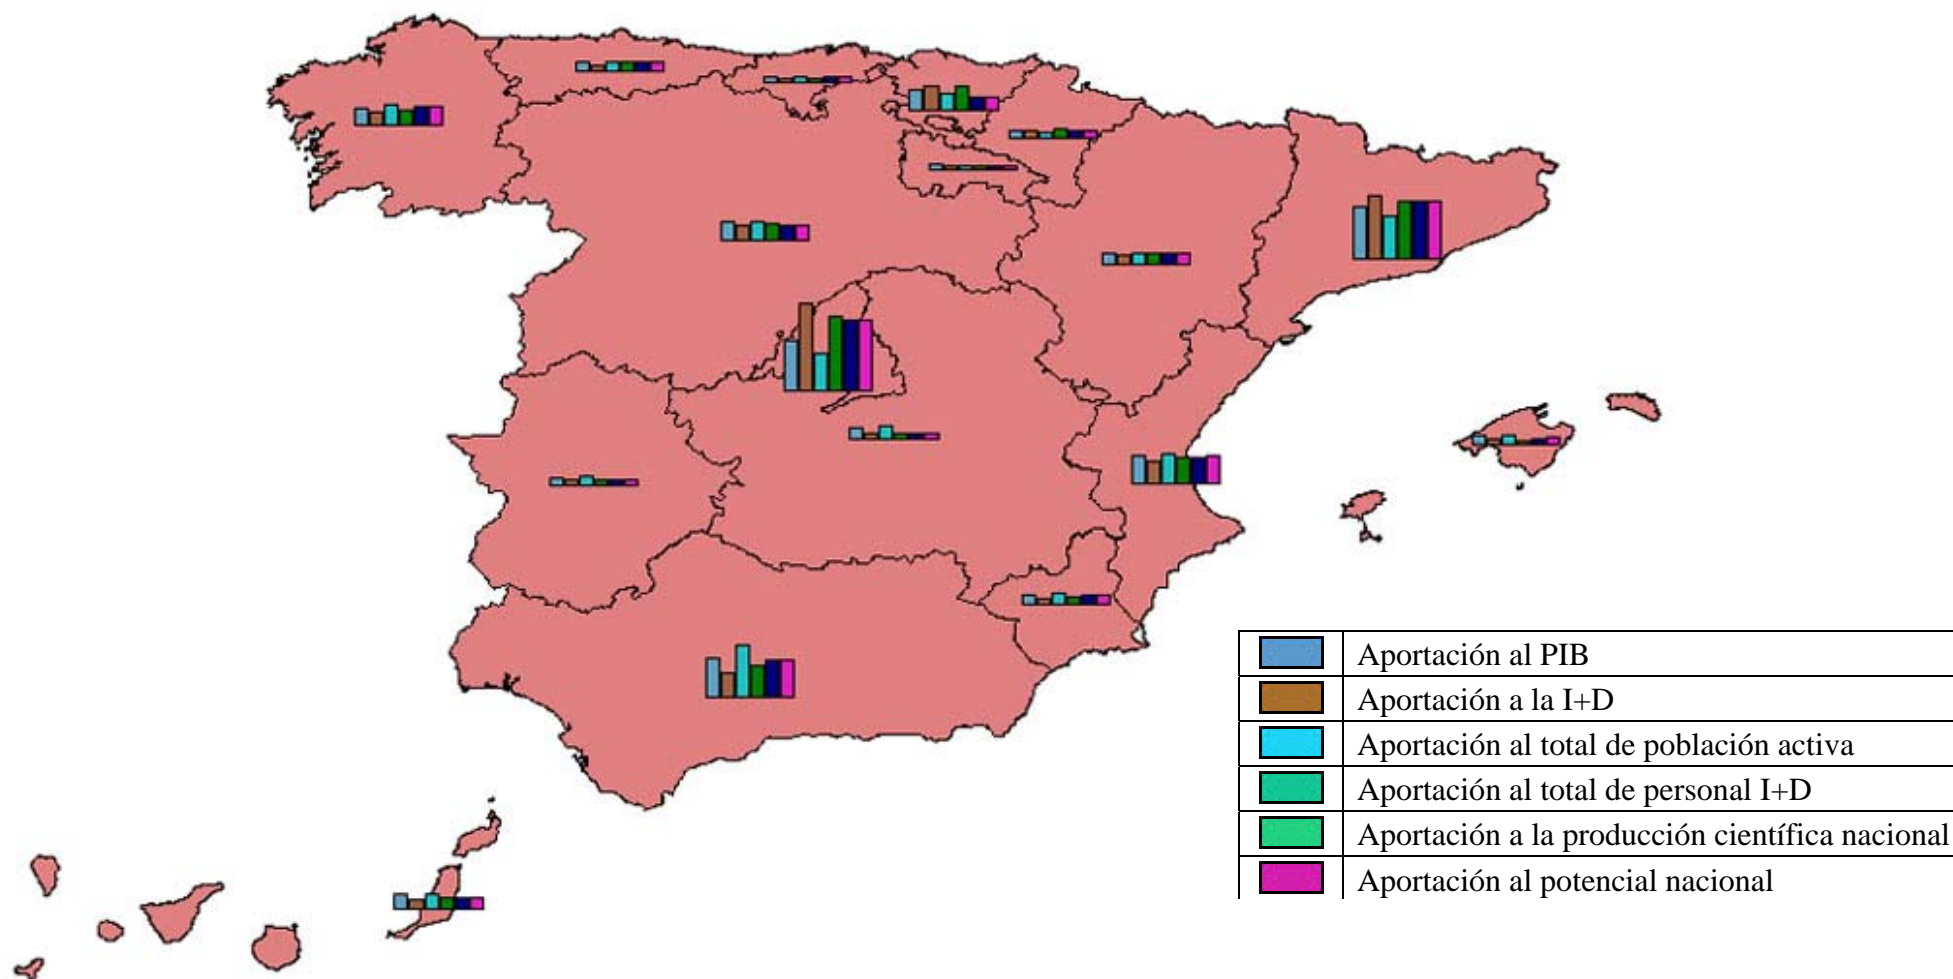 Aportación al PIB
Aportación a la I+D
Aportación al total de población activa
Aportación al total de personal I+D
Aportación a la producción científica nacional
Aportación al potencial nacional